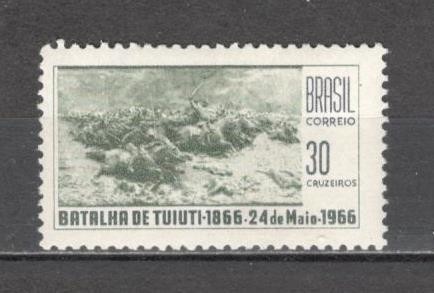 BRASIL
CORREIO
30
CRUZEIROS
BATALHA DE TUIUTI·1866·24 de Maio·1966